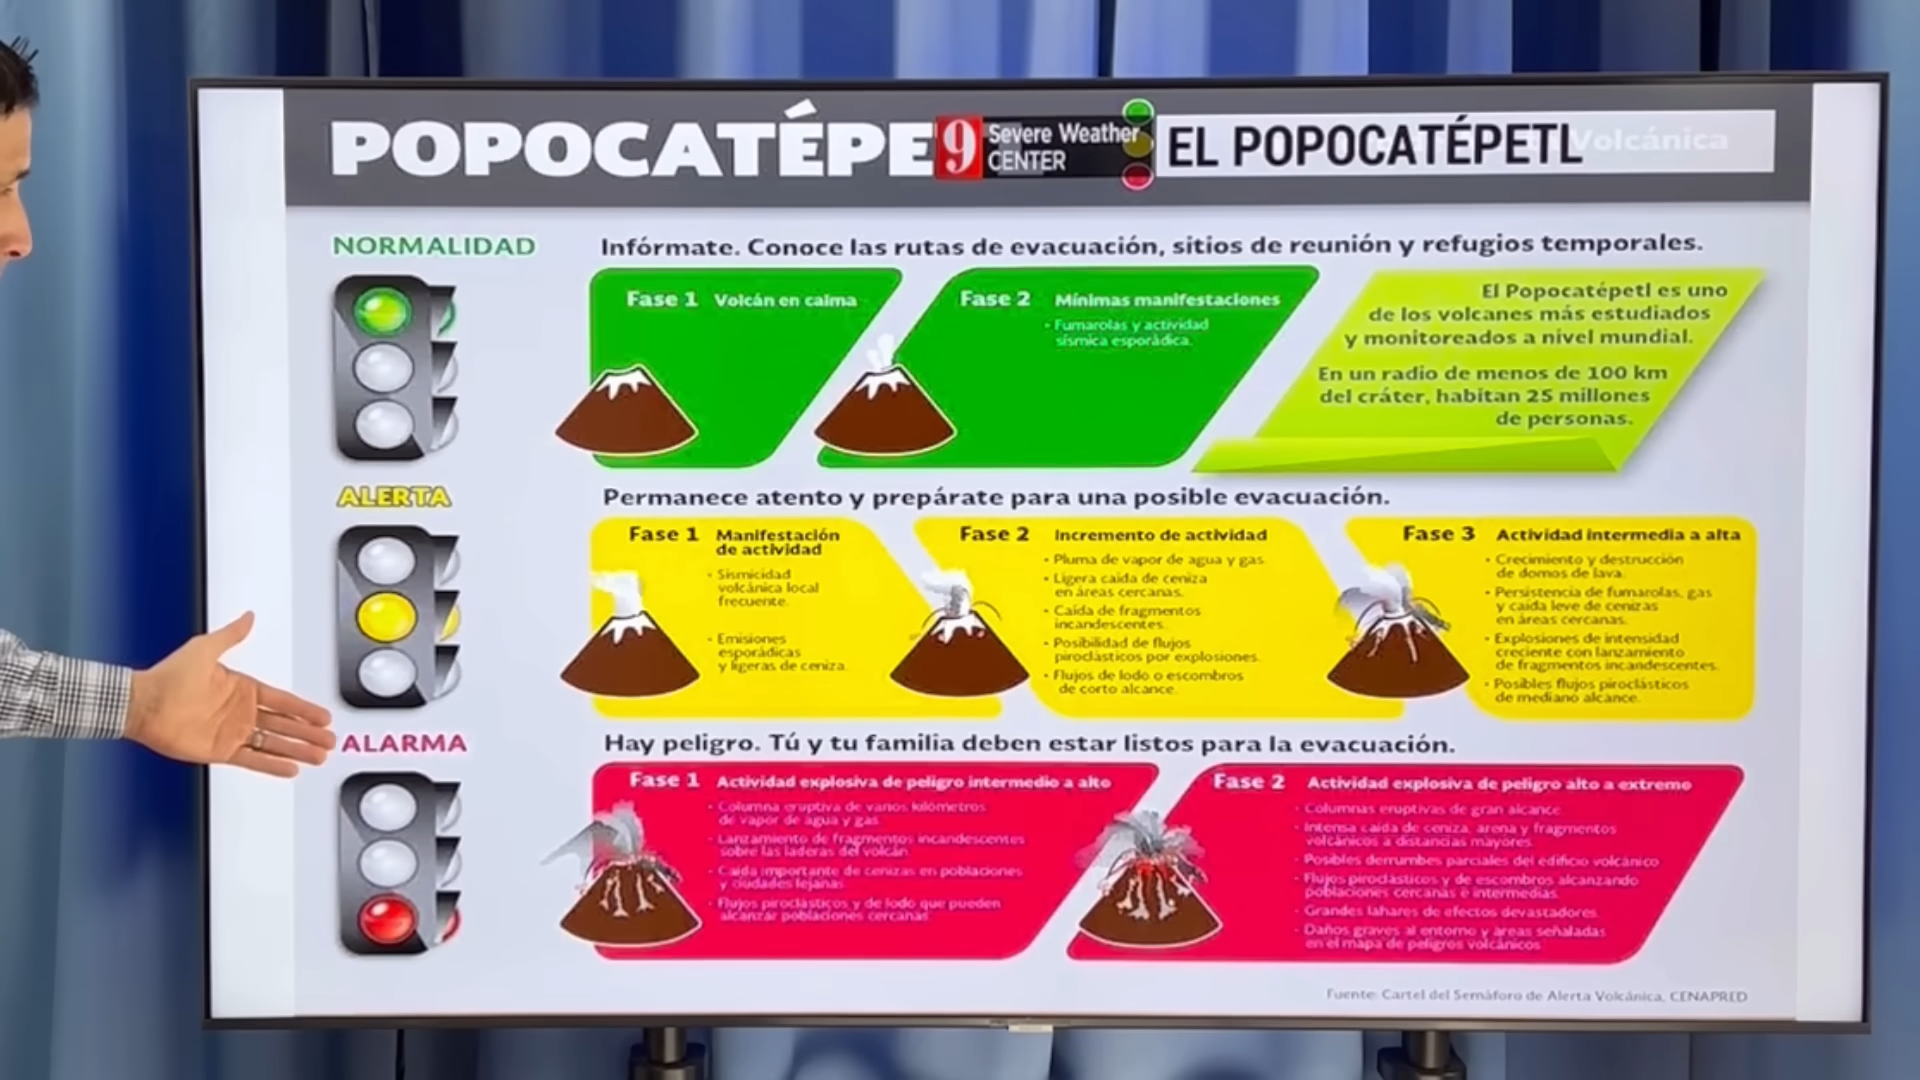 POPOCATÉPE
9
Severe Weather
CENTER
EL POPOCATÉPETL
Volcánica
NORMALIDAD
Infórmate. Conoce las rutas de evacuación, sitios de reunión y refugios temporales.
Fase 1 Volcán en calma
Fase 2 Mínimas manifestaciones
· Fumarolas y actividad
sísmica esporádica.
El Popocatépetl es uno
de los volcanes más estudiados
y monitoreados a nivel mundial.
En un radio de menos de 100 km
del cráter, habitan 25 millones
de personas.
ALERTA
Permanece atento y prepárate para una posible evacuación.
Fase 1 Manifestación
de actividad
· Sismicidad
volcánica local
frecuente.
· Emisiones
esporádicas
y ligeras de ceniza.
Fase 2 Incremento de actividad
· Pluma de vapor de agua y gas.
· Ligera caída de ceniza
en áreas cercanas.
· Caída de fragmentos
incandescentes.
· Posibilidad de flujos
piroclásticos por explosiones.
· Flujos de lodo o escombros
de corto alcance.
Fase 3 Actividad intermedia a alta
· Crecimiento y destrucción
de domos de lava.
· Persistencia de fumarolas, gas
y caída leve de cenizas
en áreas cercanas.
· Explosiones de intensidad
creciente con lanzamiento
de fragmentos incandescentes.
· Posibles flujos piroclásticos
de mediano alcance.
ALARMA
Hay peligro. Tú y tu familia deben estar listos para la evacuación.
Fase 1 Actividad explosiva de peligro intermedio a alto
· Columna eruptiva de varios kilómetros
de vapor de agua y gas.
· Lanzamiento de fragmentos incandescentes
sobre las laderas del volcán.
· Caída importante de cenizas en poblaciones
y ciudades lejanas.
· Flujos piroclásticos y de lodo que pueden
alcanzar poblaciones cercanas.
Fase 2 Actividad explosiva de peligro alto a extremo
· Columnas eruptivas de gran alcance.
· Intensa caída de ceniza, arena y fragmentos
volcánicos a distancias mayores.
· Posibles derrumbes parciales del edificio volcánico
· Flujos piroclásticos y de escombros alcanzando
poblaciones cercanas e intermedias.
· Grandes lahares de efectos devastadores.
· Daños graves al entorno y áreas señaladas
en el mapa de peligros volcánicos
Fuente: Cartel del Semáforo de Alerta Volcánica, CENAPRED